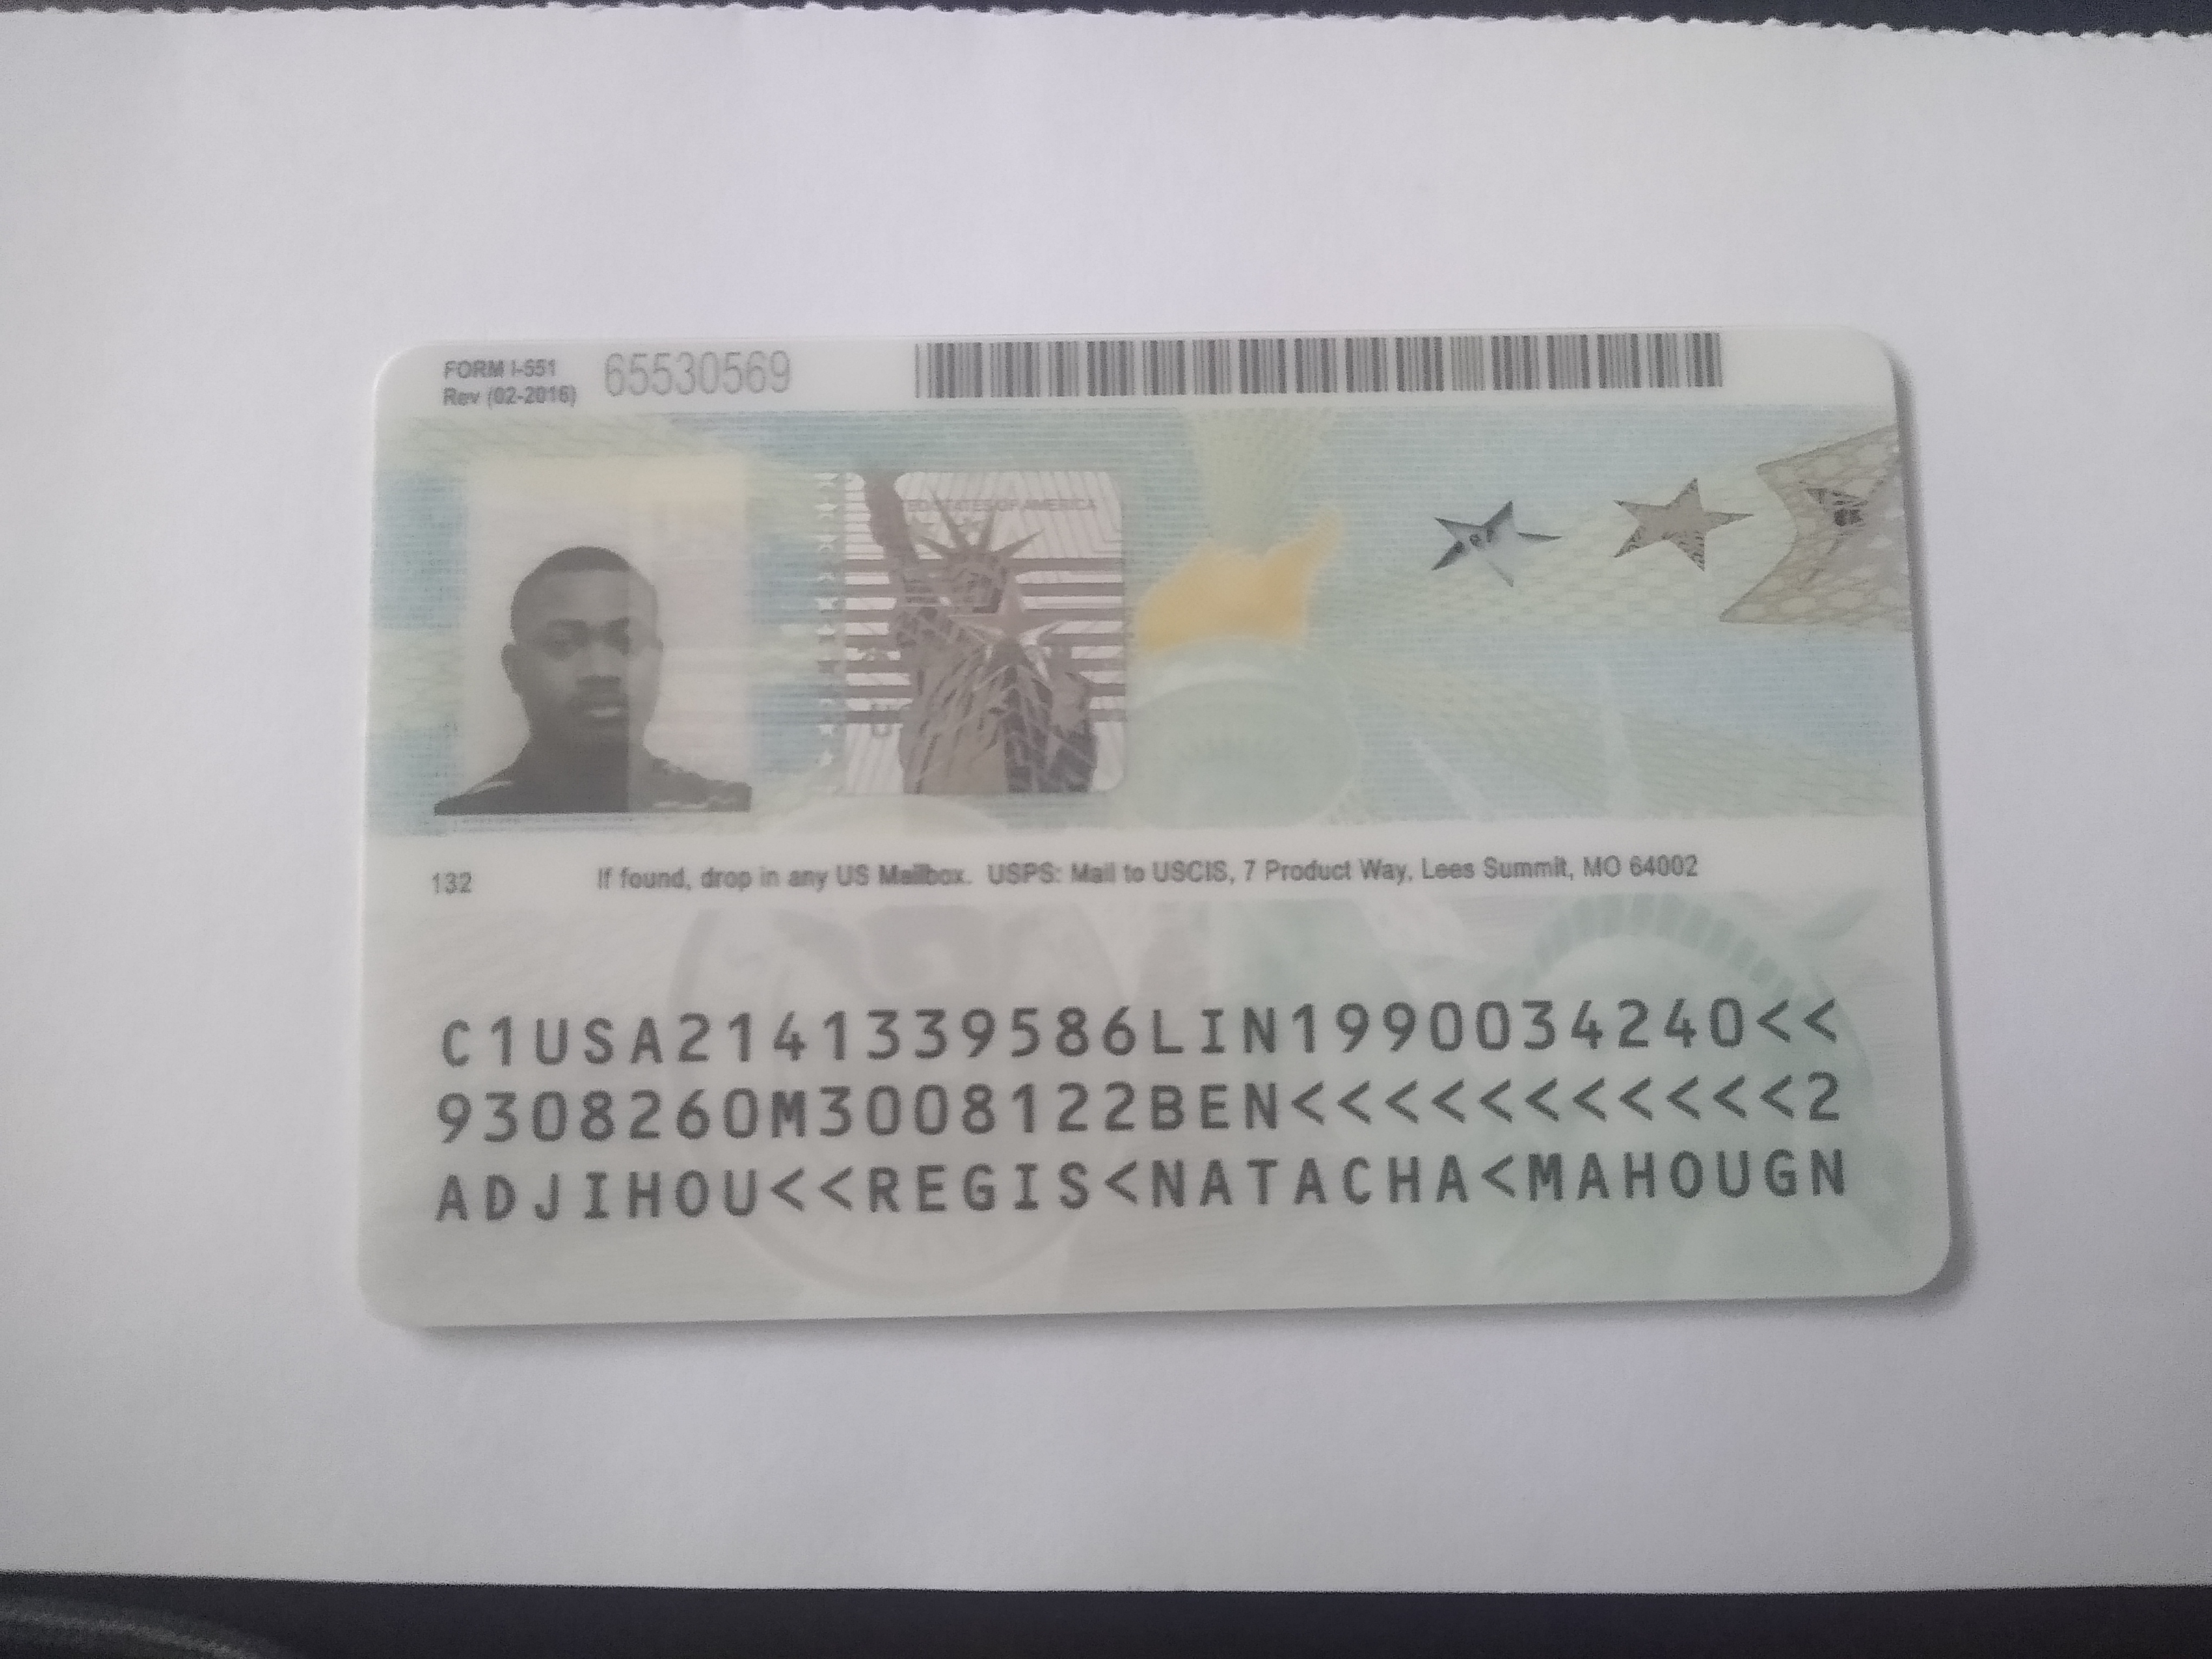 FORM I-551
Rev (02-2016)
65530569
UNITED STATES OF AMERICA
132 If found, drop in any US Mailbox. USPS: Mail to USCIS, 7 Product Way, Lees Summit, MO 64002
C1USA2141339586LIN1990034240<<
9308260M3008122BEN<<<<<<<<<<<2
ADJIHOU<<REGIS<NATACHA<MAHOUGN